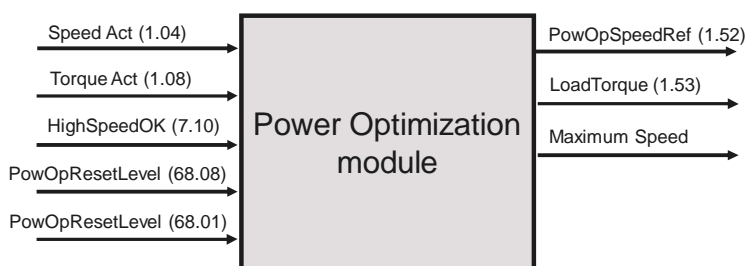 Speed Act (1.04)
Torque Act (1.08)
HighSpeedOK (7.10)
PowOpResetLevel (68.08)
PowOpResetLevel (68.01)
Power Optimization
module
PowOpSpeedRef (1.52)
LoadTorque (1.53)
Maximum Speed